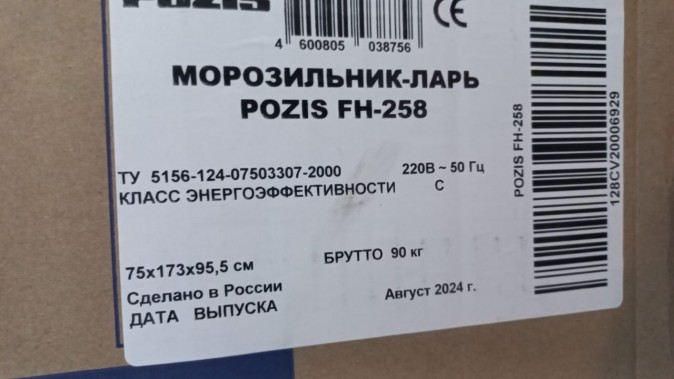 POZIS
4 600805 038756
CE
МОРОЗИЛЬНИК-ЛАРЬ
POZIS FH-258
ТУ 5156-124-07503307-2000 220В ~ 50 Гц
КЛАСС ЭНЕРГОЭФФЕКТИВНОСТИ С
75х173х95,5 см БРУТТО 90 кг
Сделано в России
ДАТА ВЫПУСКА Август 2024 г.
POZIS FH-258
128CV20006929